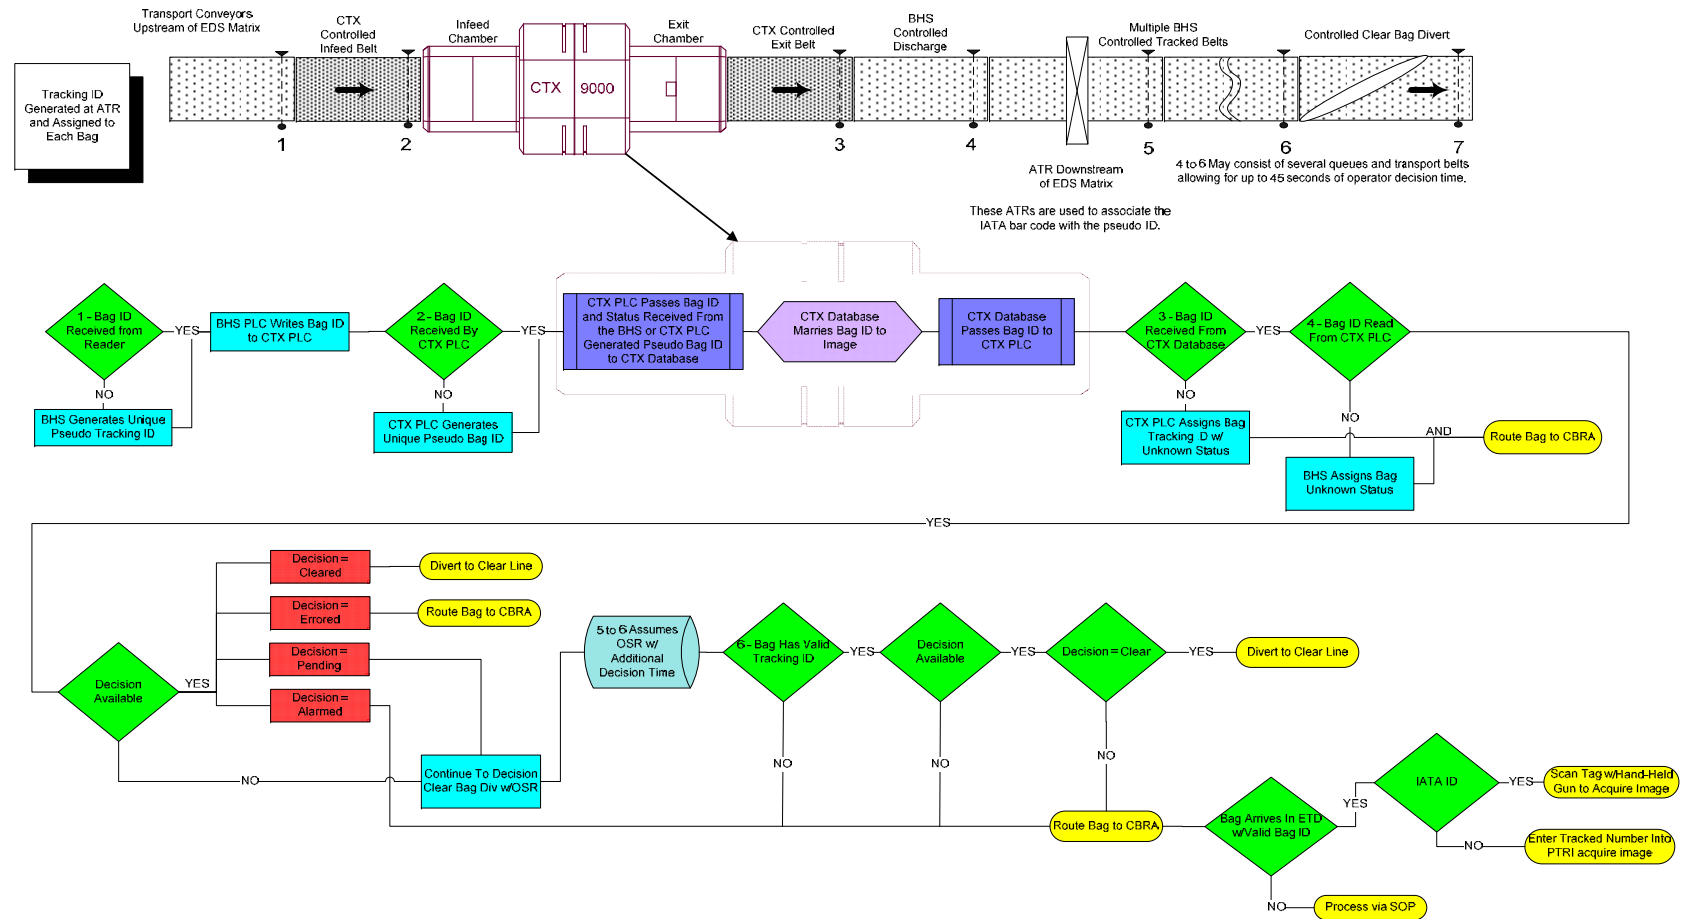 Transport Conveyors
Upstream of EDS Matrix
CTX
Controlled
Infeed Belt
Infeed
Chamber
Exit
Chamber
CTX Controlled
Exit Belt
BHS
Controlled
Discharge
Multiple BHS
Controlled Tracked Belts
Controlled Clear Bag Divert
Tracking ID
Generated at ATR
and Assigned to
Each Bag
CTX 9000
1
2
3
4
5
6
7
4 to 6 May consist of several queues and transport belts
allowing for up to 45 seconds of operator decision time.
ATR Downstream
of EDS Matrix
These ATRs are used to associate the
IATA bar code with the pseudo ID.
1 - Bag ID
Received from
Reader
YES
NO
BHS Generates Unique
Pseudo Tracking ID
BHS PLC Writes Bag ID
to CTX PLC
2 - Bag ID
Received By
CTX PLC
YES
NO
CTX PLC Generates
Unique Pseudo Bag ID
CTX PLC Passes Bag ID
and Status Received From
the BHS or CTX PLC
Generated Pseudo Bag ID
to CTX Database
CTX Database
Marries Bag ID to
Image
CTX Database
Passes Bag ID to
CTX PLC
3 - Bag ID
Received From
CTX Database
YES
NO
CTX PLC Assigns Bag
Tracking ID w/
Unknown Status
4 - Bag ID Read
From CTX PLC
NO
BHS Assigns Bag
Unknown Status
AND
Route Bag to CBRA
YES
Decision
Available
YES
NO
Decision =
Cleared
Divert to Clear Line
Decision =
Errored
Route Bag to CBRA
Decision =
Pending
Decision =
Alarmed
Continue To Decision
Clear Bag Div w/OSR
5 to 6 Assumes
OSR w/
Additional
Decision Time
6 - Bag Has Valid
Tracking ID
YES
NO
Decision
Available
YES
NO
Decision = Clear
YES
NO
Divert to Clear Line
Route Bag to CBRA
Bag Arrives In ETD
w/Valid Bag ID
YES
NO
Process via SOP
IATA ID
YES
Scan Tag w/Hand-Held
Gun to Acquire Image
NO
Enter Tracked Number Into
PTRI acquire image